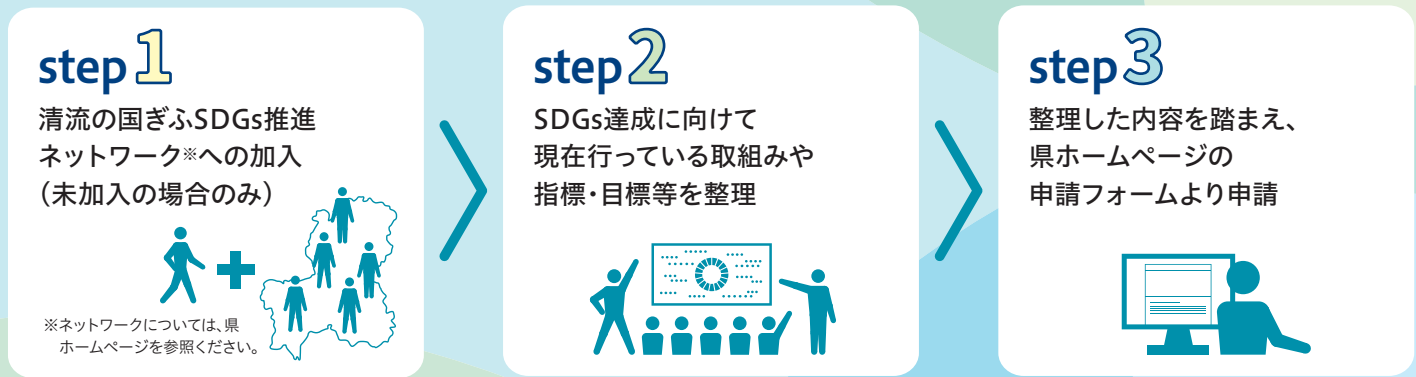 step1
清流の国ぎふSDGs推進
ネットワーク※への加入
（未加入の場合のみ）
※ネットワークについては、県
ホームページを参照ください。
step2
SDGs達成に向けて
現在行っている取組みや
指標・目標等を整理
step3
整理した内容を踏まえ、
県ホームページの
申請フォームより申請